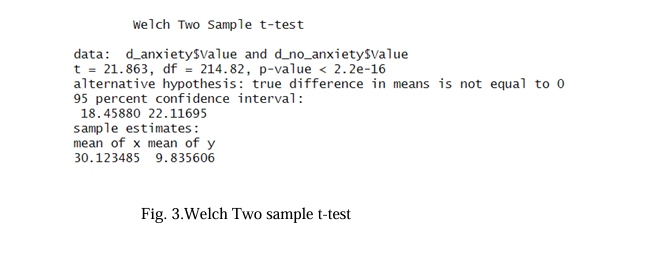 Welch Two Sample t-test
data:  d_anxiety$Value and d_no_anxiety$Value
t = 21.863, df = 214.82, p-value < 2.2e-16
alternative hypothesis: true difference in means is not equal to 0
95 percent confidence interval:
18.45880 22.11695
sample estimates:
mean of x mean of y
30.123485  9.835606
Fig. 3.Welch Two sample t-test